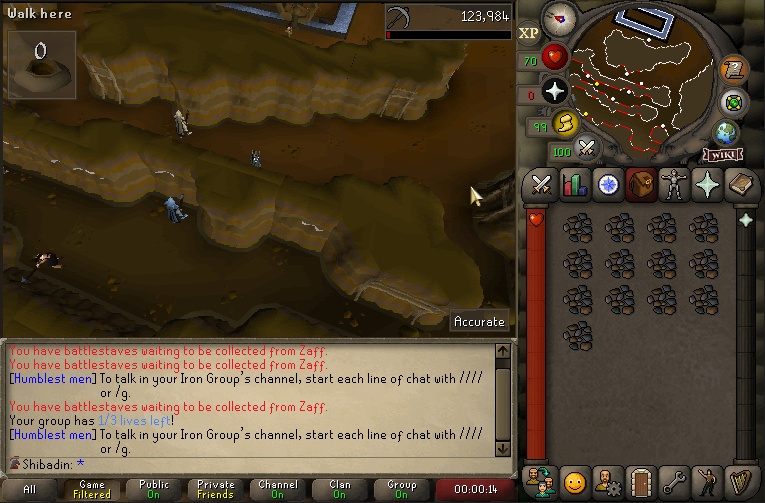 Walk here
0
123,984
XP
70
0
99
100
WIKI
Accurate
You have battlestaves waiting to be collected from Zaff.
You have battlestaves waiting to be collected from Zaff.
[Humblest men] To talk in your Iron Group's channel, start each line of chat with ////
or /g.
You have battlestaves waiting to be collected from Zaff.
Your group has 1/3 lives left!
[Humblest men] To talk in your Iron Group's channel, start each line of chat with ////
or /g.
Shibadin: *
All
Game
Filtered
Public
On
Private
Friends
Channel
On
Clan
On
Group
On
00:00:14